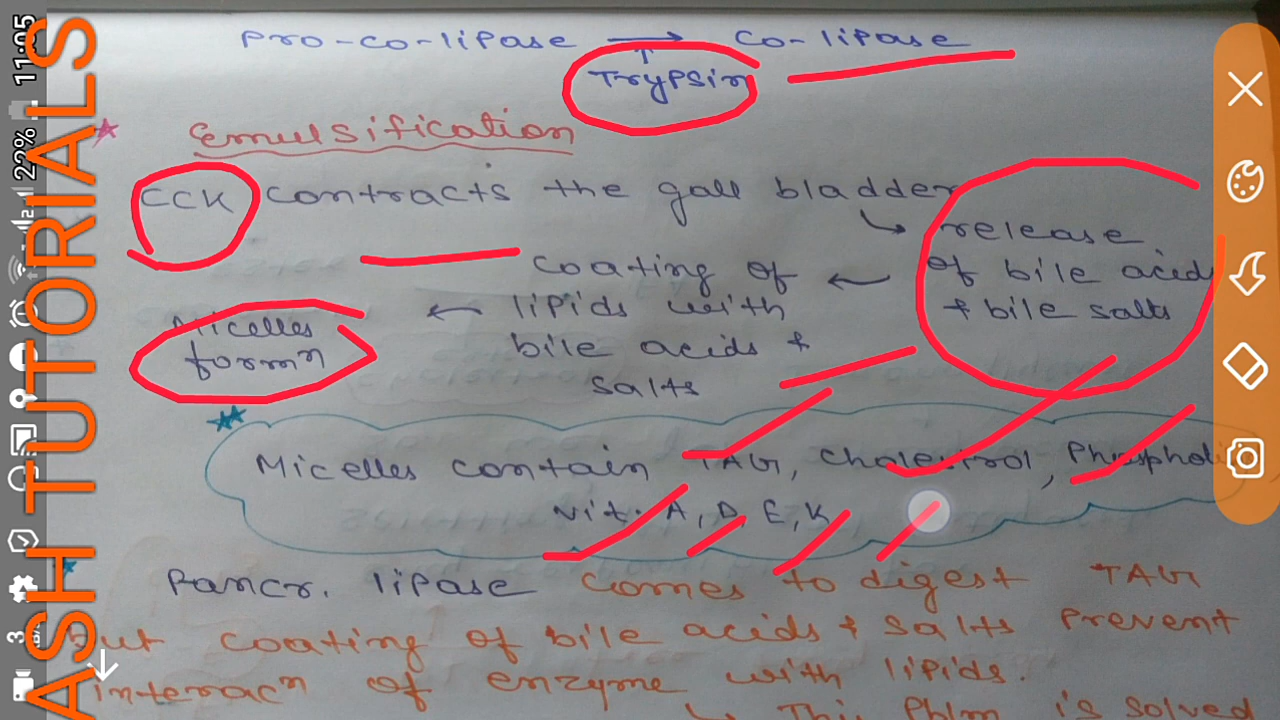 Pro-co-lipase → co-lipase
↑
Trypsin
Emulsification
CCK contracts the gall bladder
↳ release
of bile acids
+ bile salts
←
coating of
lipids with
bile acids +
salts
←
Micelles
formⁿ
Micelles contain TAG, cholestrol, Phospholi
Vit. A, D, E, K
Pancr. lipase comes to digest TAG
but coating of bile acids + salts prevent
interacⁿ of enzyme with lipids.
↳ This Pblm is solved
ASH TUTORIALS
11:05
22%
3